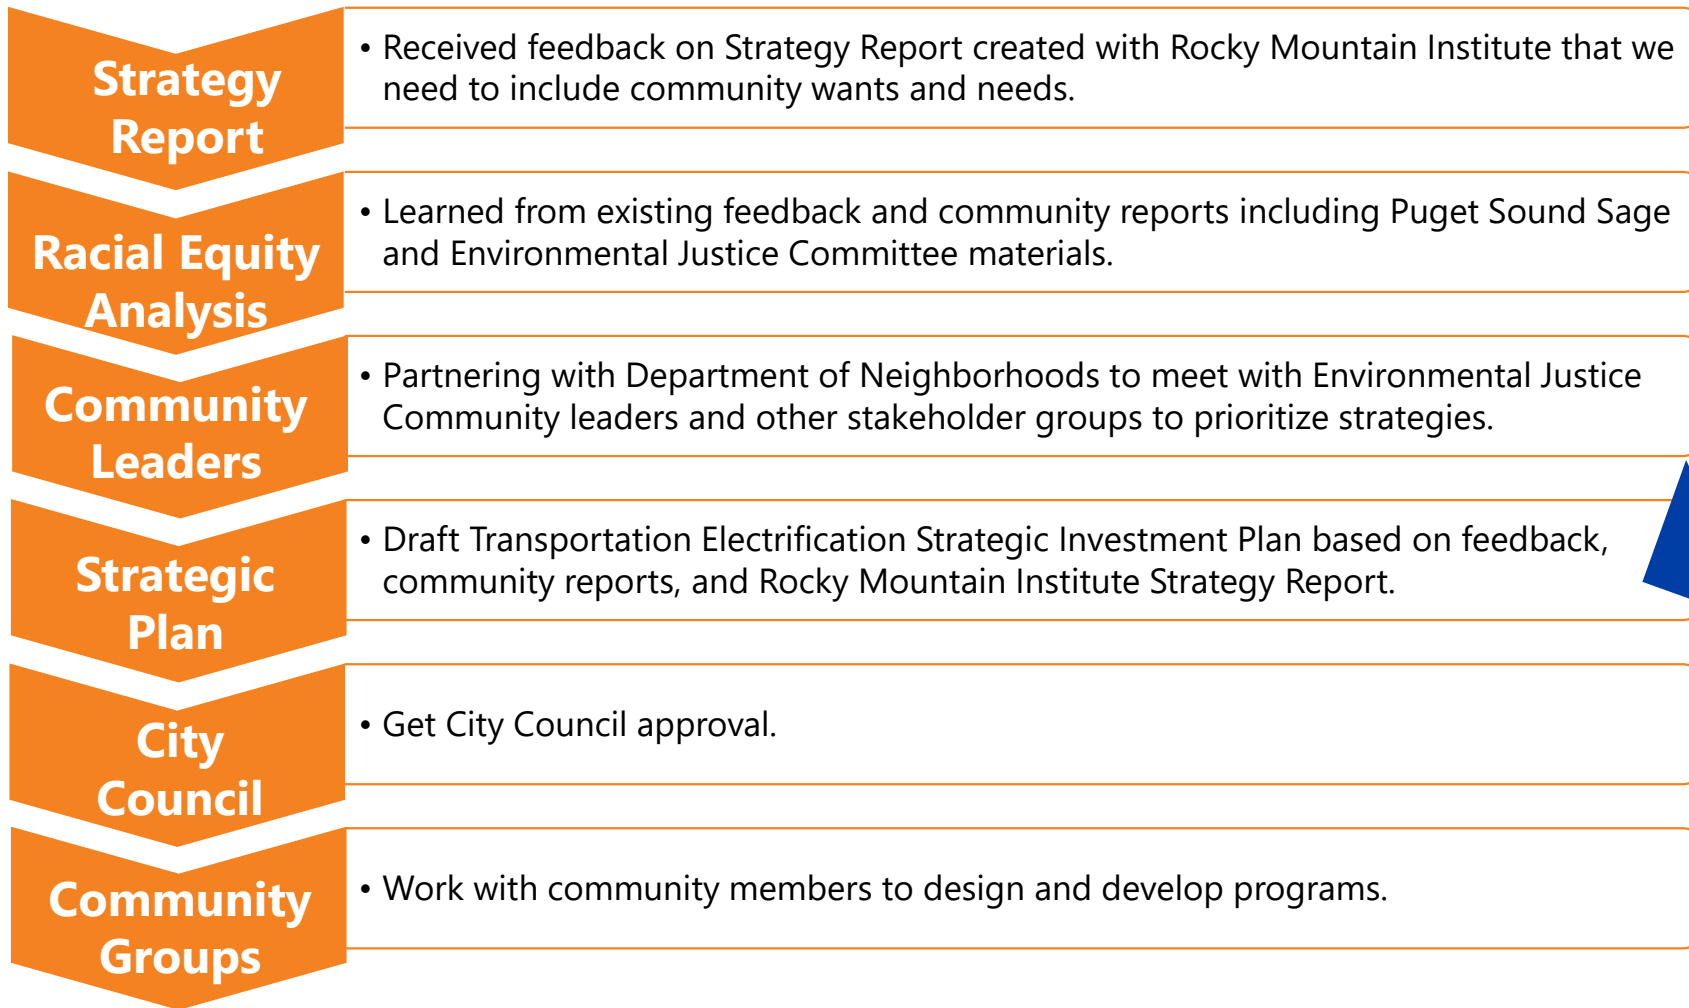 Strategy
Report
• Received feedback on Strategy Report created with Rocky Mountain Institute that we
need to include community wants and needs.
Racial Equity
Analysis
• Learned from existing feedback and community reports including Puget Sound Sage
and Environmental Justice Committee materials.
Community
Leaders
• Partnering with Department of Neighborhoods to meet with Environmental Justice
Community leaders and other stakeholder groups to prioritize strategies.
Strategic
Plan
• Draft Transportation Electrification Strategic Investment Plan based on feedback,
community reports, and Rocky Mountain Institute Strategy Report.
City
Council
• Get City Council approval.
Community
Groups
• Work with community members to design and develop programs.